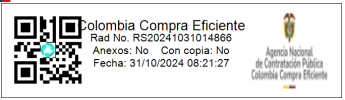 Colombia Compra Eficiente
Rad No. RS20241031014866
Anexos: No Con copia: No
Fecha: 31/10/2024 08:21:27
Agencia Nacional
de Contratación Pública
Colombia Compra Eficiente